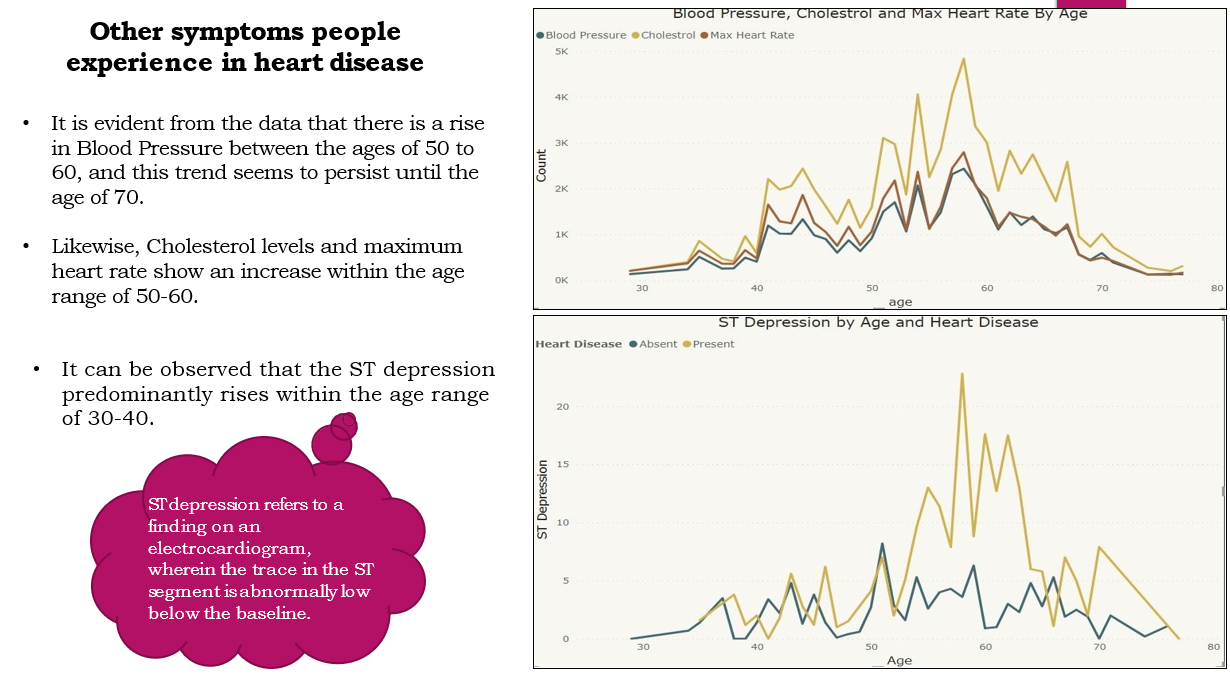 Other symptoms people
experience in heart disease
• It is evident from the data that there is a rise
in Blood Pressure between the ages of 50 to
60, and this trend seems to persist until the
age of 70.
• Likewise, Cholesterol levels and maximum
heart rate show an increase within the age
range of 50-60.
• It can be observed that the ST depression
predominantly rises within the age range
of 30-40.
ST depression refers to a
finding on an
electrocardiogram,
wherein the trace in the ST
segment is abnormally low
below the baseline.
Blood Pressure, Cholestrol and Max Heart Rate By Age
Blood Pressure Cholestrol Max Heart Rate
5K
4K
3K
2K
1K
0K
Count
30 40 50 60 70 80
age
ST Depression by Age and Heart Disease
Heart Disease Absent Present
20
15
10
5
0
ST Depression
30 40 50 60 70 80
Age